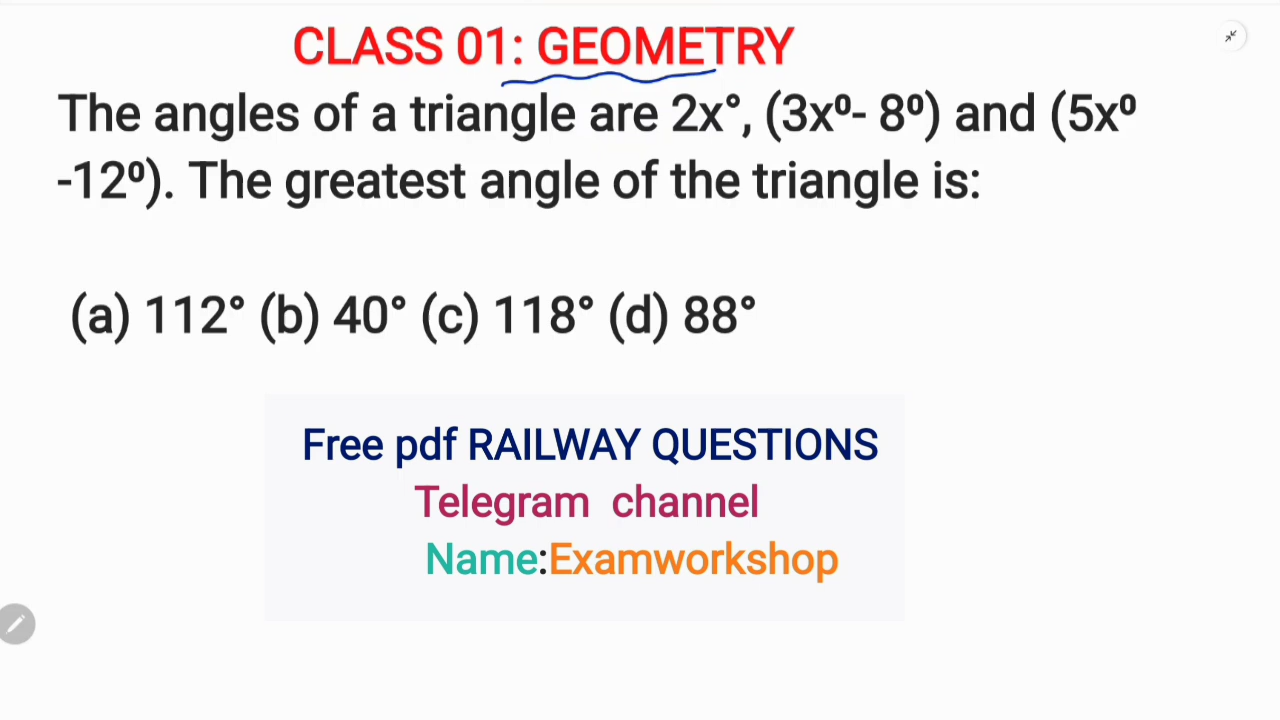 CLASS 01: GEOMETRY
The angles of a triangle are 2x°, (3x⁰- 8⁰) and (5x⁰
-12⁰). The greatest angle of the triangle is:
(a) 112° (b) 40° (c) 118° (d) 88°
Free pdf RAILWAY QUESTIONS
Telegram channel
Name:Examworkshop